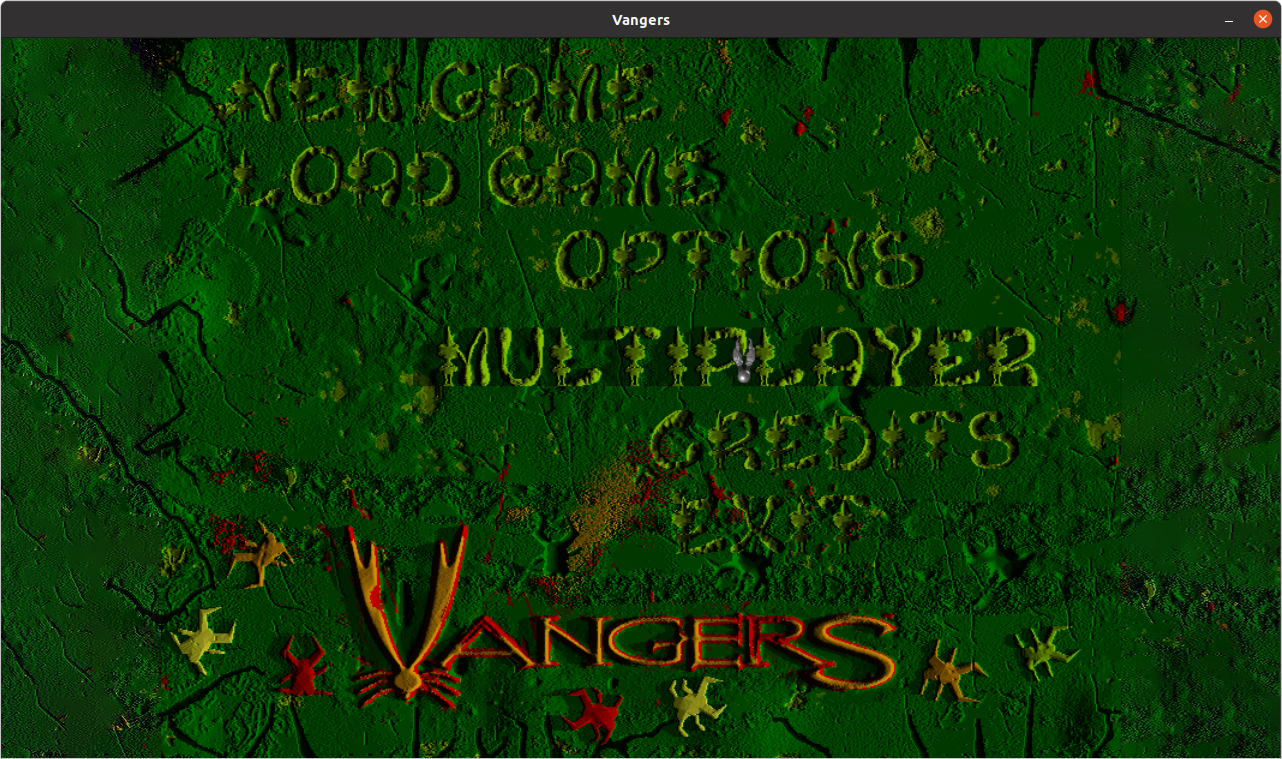 Vangers
NEW GAME
LOAD GAME
OPTIONS
MULTIPLAYER
CREDITS
EXIT
VANGERS